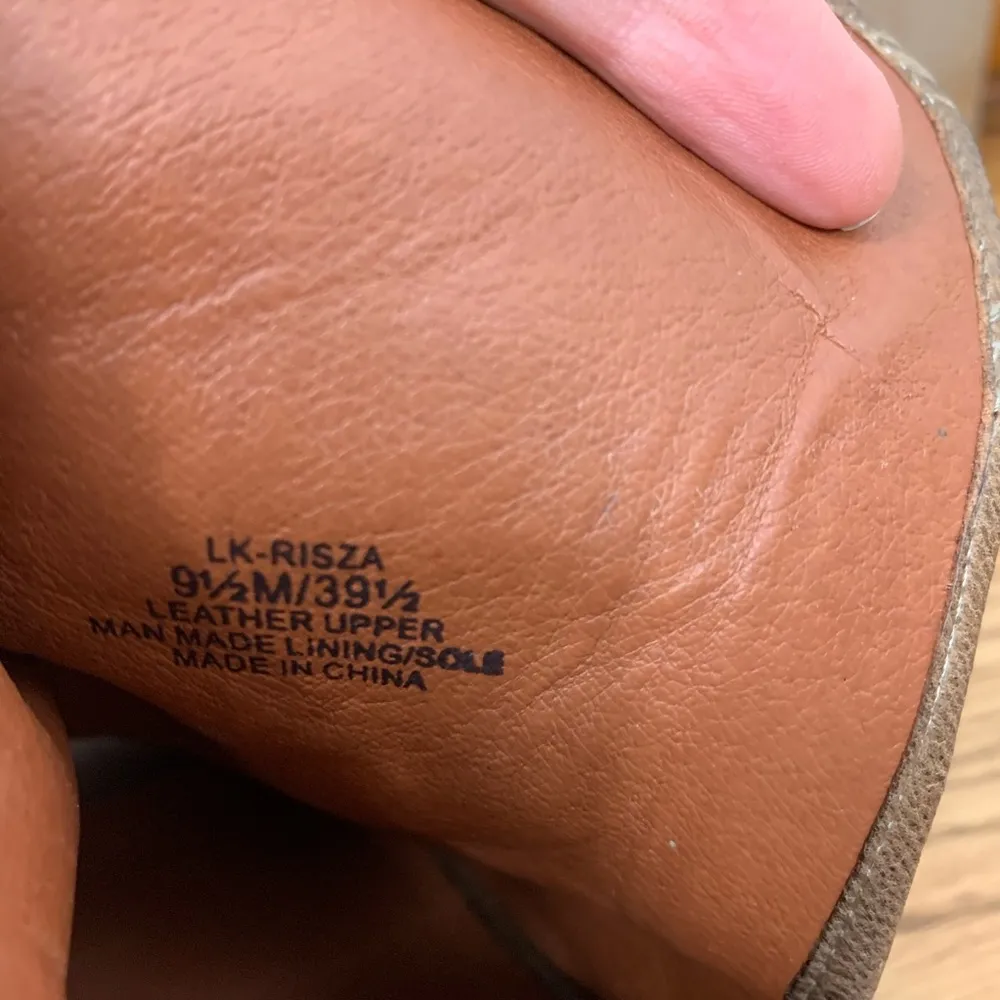 LK-RISZA
9½M/39½
LEATHER UPPER
MAN MADE LINING/SOLE
MADE IN CHINA